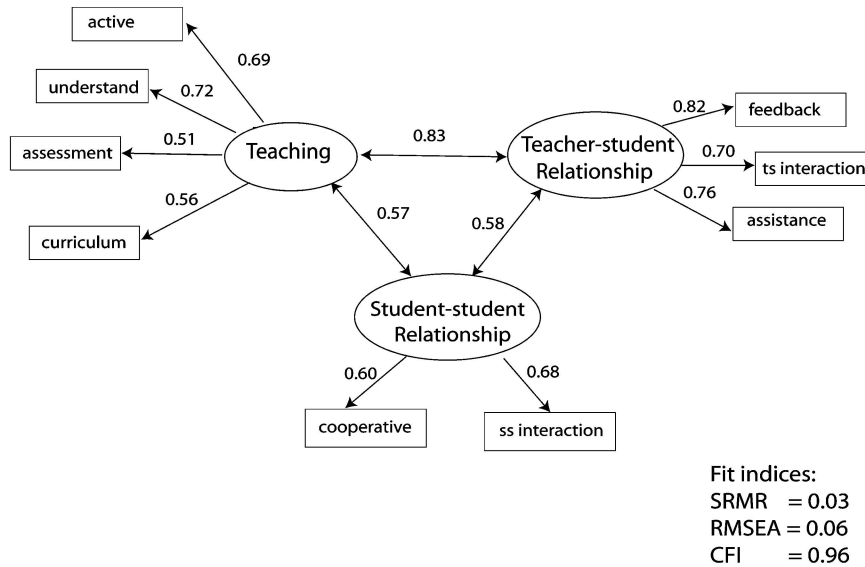 active
0.69
understand
0.72
assessment
0.51
Teaching
0.56
curriculum
0.83
Teacher-student
Relationship
0.82
feedback
0.70
ts interaction
0.76
assistance
0.57
0.58
Student-student
Relationship
0.60
0.68
cooperative
ss interaction
Fit indices:
SRMR = 0.03
RMSEA = 0.06
CFI = 0.96